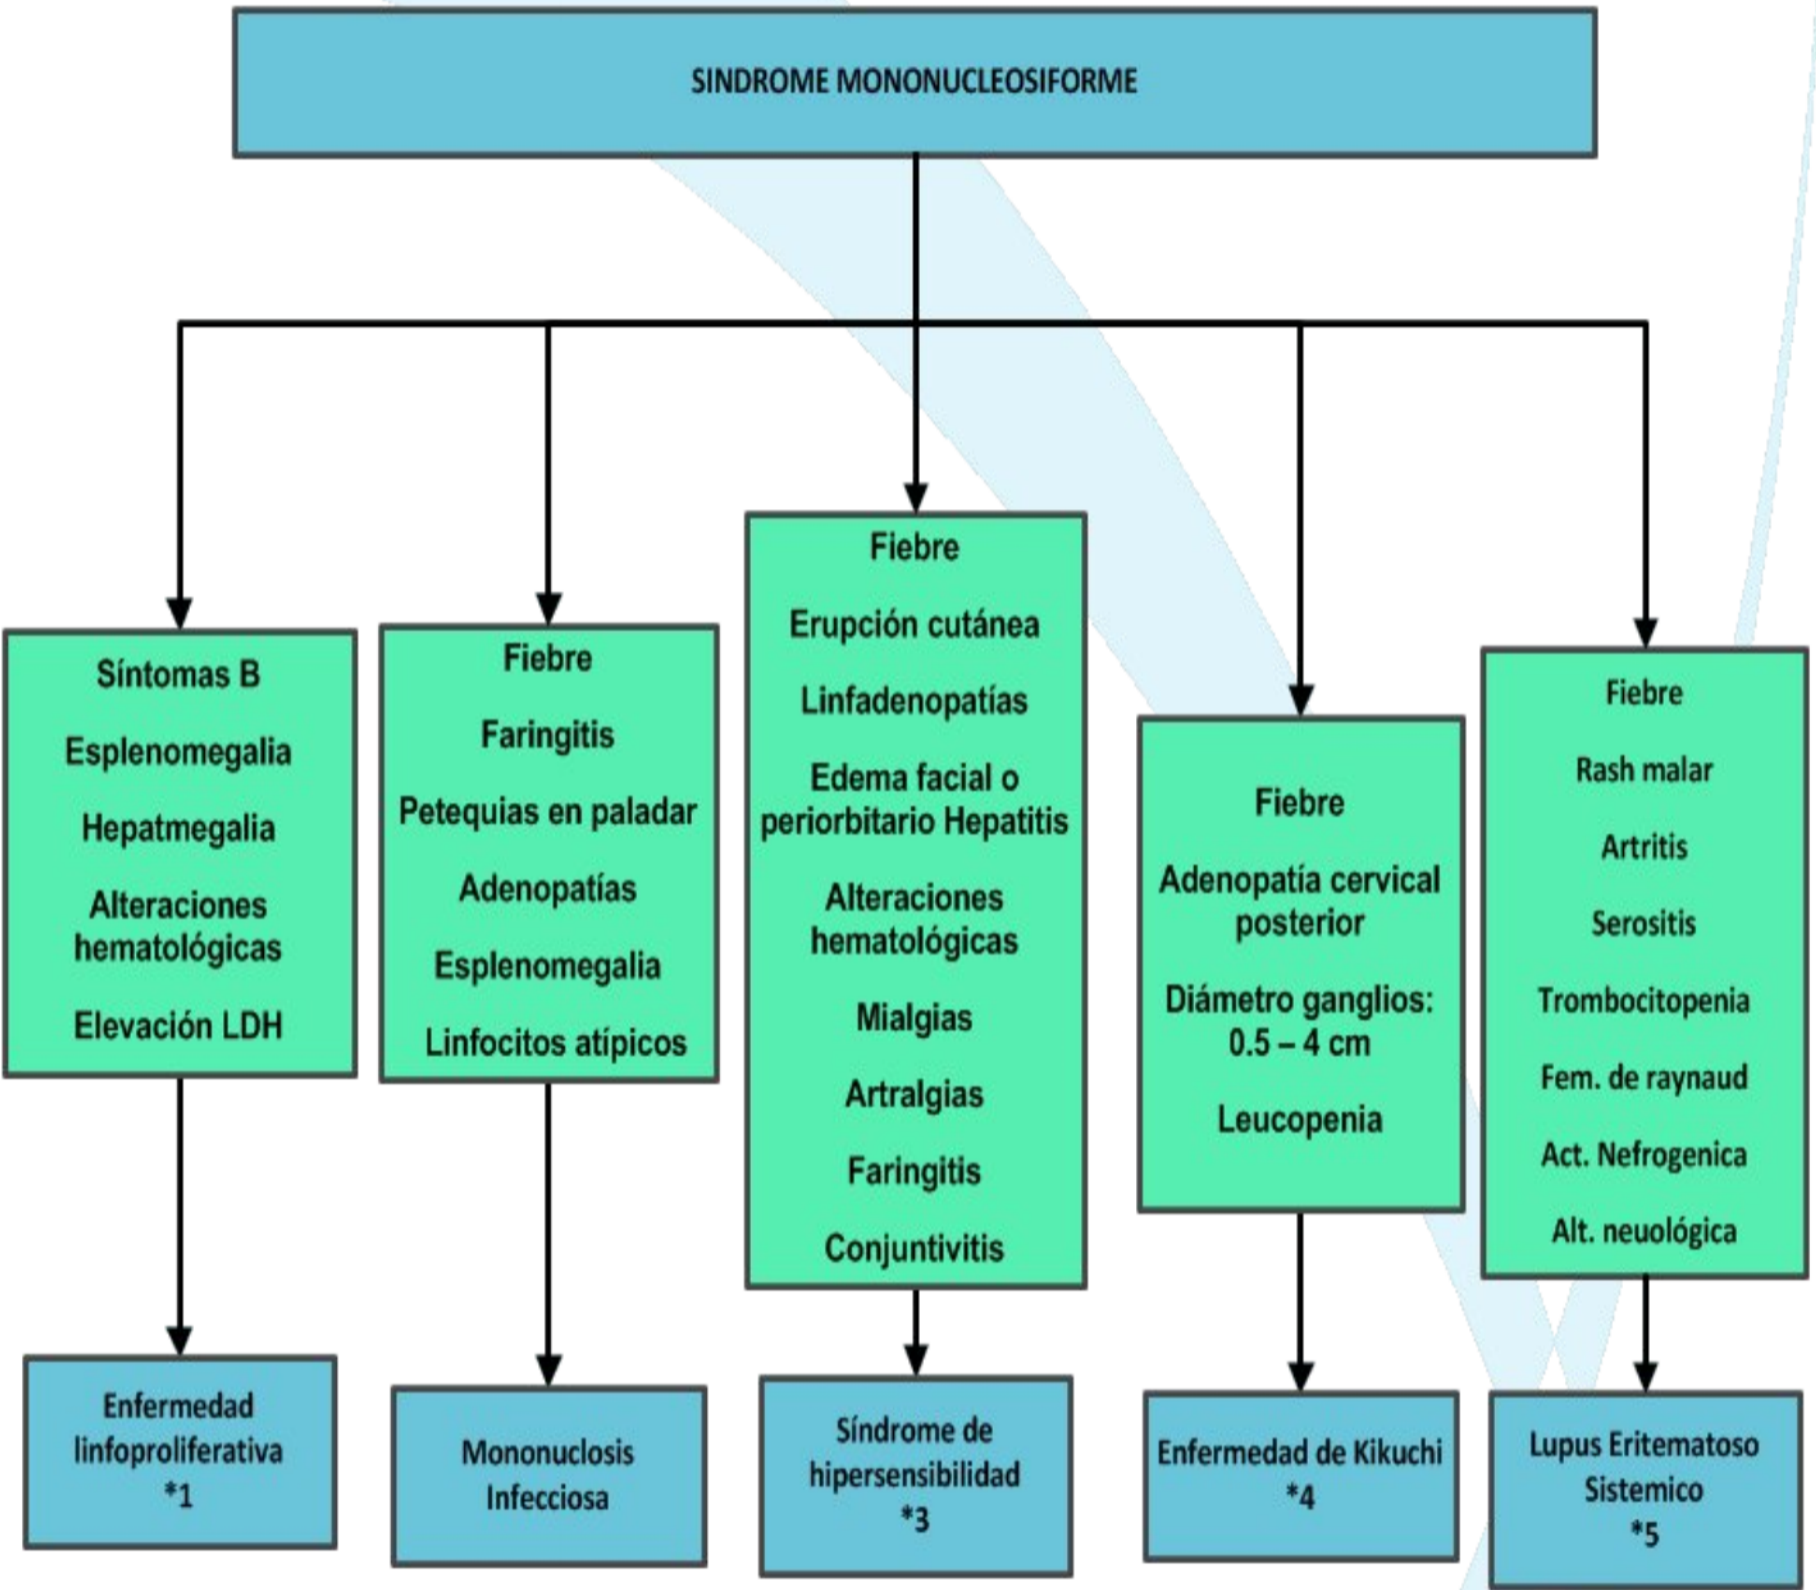 SINDROME MONONUCLEOSIFORME
Síntomas B
Esplenomegalia
Hepatmegalia
Alteraciones
hematológicas
Elevación LDH
Fiebre
Faringitis
Petequias en paladar
Adenopatías
Esplenomegalia
Linfocitos atípicos
Fiebre
Erupción cutánea
Linfadenopatías
Edema facial o
periorbitario Hepatitis
Alteraciones
hematológicas
Mialgias
Artralgias
Faringitis
Conjuntivitis
Fiebre
Adenopatía cervical
posterior
Diámetro ganglios:
0.5 – 4 cm
Leucopenia
Fiebre
Rash malar
Artritis
Serositis
Trombocitopenia
Fem. de raynaud
Act. Nefrogenica
Alt. neuológica
Enfermedad
linfoproliferativa
*1
Mononuclosis
Infecciosa
Síndrome de
hipersensibilidad
*3
Enfermedad de Kikuchi
*4
Lupus Eritematoso
Sistemico
*5